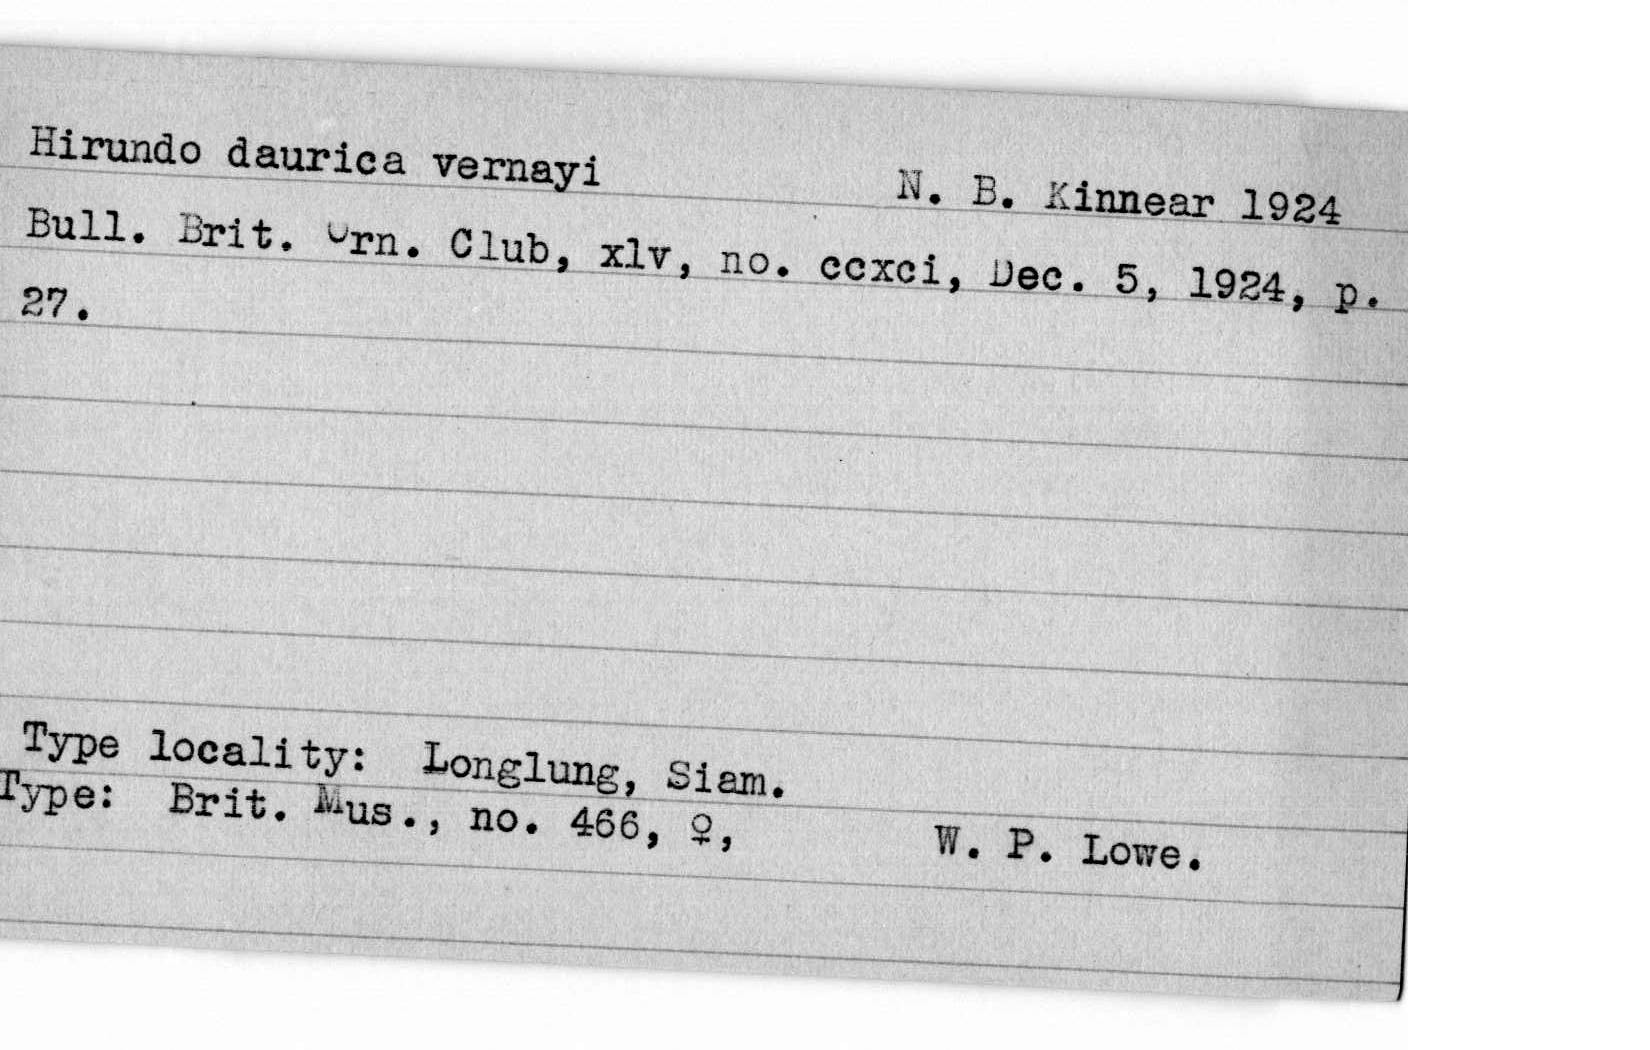 Hirundo daurica vernayi N. B. Kinnear 1924
Bull. Brit. Orn. Club, xlv, no. ccxci, Dec. 5, 1924, p.
27.
Type locality: Longlung, Siam.
Type: Brit. Mus., no. 466, ♀, W. P. Lowe.